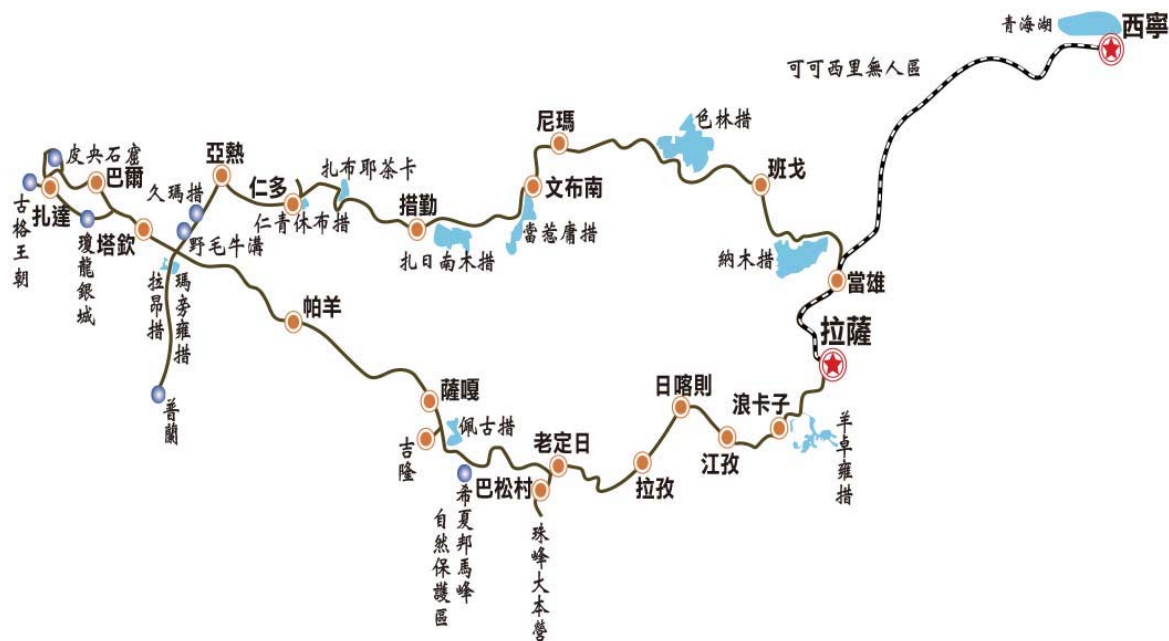 青海湖
西寧
可可西里無人區
色林措
尼瑪
班戈
文布南
當惹庸措
納木措
當雄
拉薩
皮央石窟
巴爾
亞熱
久瑪措
仁多
扎布耶茶卡
仁青休布措
措勤
扎日南木措
古格王朝
扎達
瓊龍銀城
塔欽
野毛牛溝
拉昂措
瑪旁雍措
普蘭
帕羊
薩嘎
佩古措
吉隆
希夏邦馬峰
自然保護區
巴松村
老定日
珠峰大本營
拉孜
日喀則
江孜
浪卡子
羊卓雍措